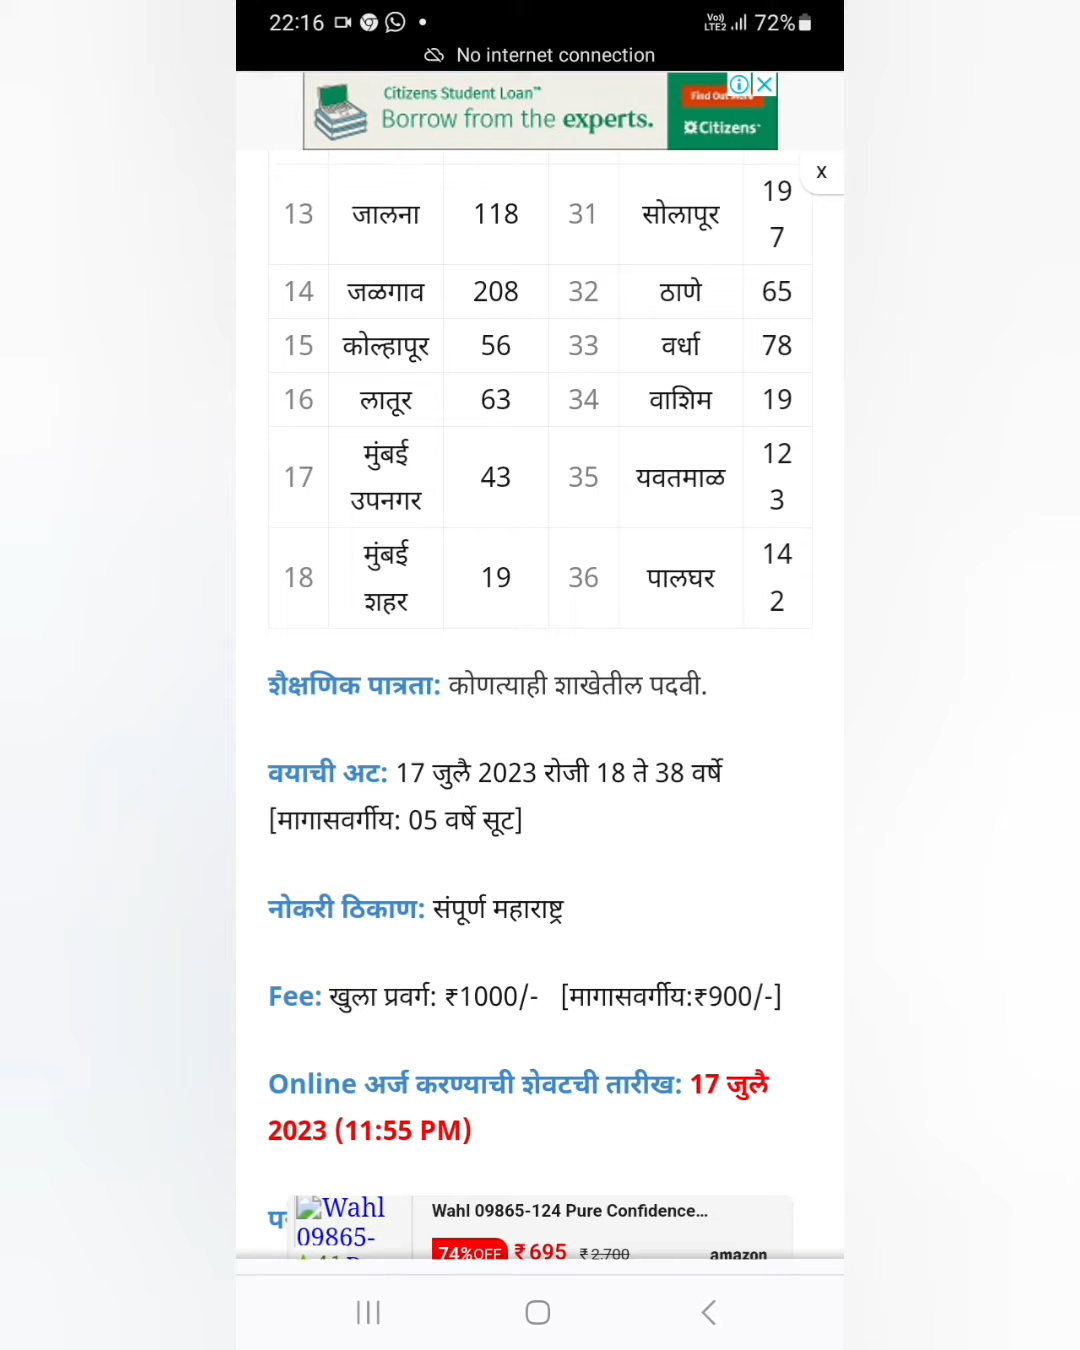 22:16
Vo)) LTE2 72%
No internet connection
Citizens Student Loan™
Borrow from the experts.
Citizens™
x
13 जालना 118 31 सोलापूर 19
7
14 जळगाव 208 32 ठाणे 65
15 कोल्हापूर 56 33 वर्धा 78
16 लातूर 63 34 वाशिम 19
17 मुंबई
उपनगर 43 35 यवतमाळ 12
3
18 मुंबई
शहर 19 36 पालघर 14
2
शैक्षणिक पात्रता: कोणत्याही शाखेतील पदवी.
वयाची अट: 17 जुलै 2023 रोजी 18 ते 38 वर्षे
[मागासवर्गीय: 05 वर्षे सूट]
नोकरी ठिकाण: संपूर्ण महाराष्ट्र
Fee: खुला प्रवर्ग: ₹1000/- [मागासवर्गीय:₹900/-]
Online अर्ज करण्याची शेवटची तारीख: 17 जुलै
2023 (11:55 PM)
Wahl
09865-
Wahl 09865-124 Pure Confidence...
74%OFF ₹695 ₹2,700 amazon